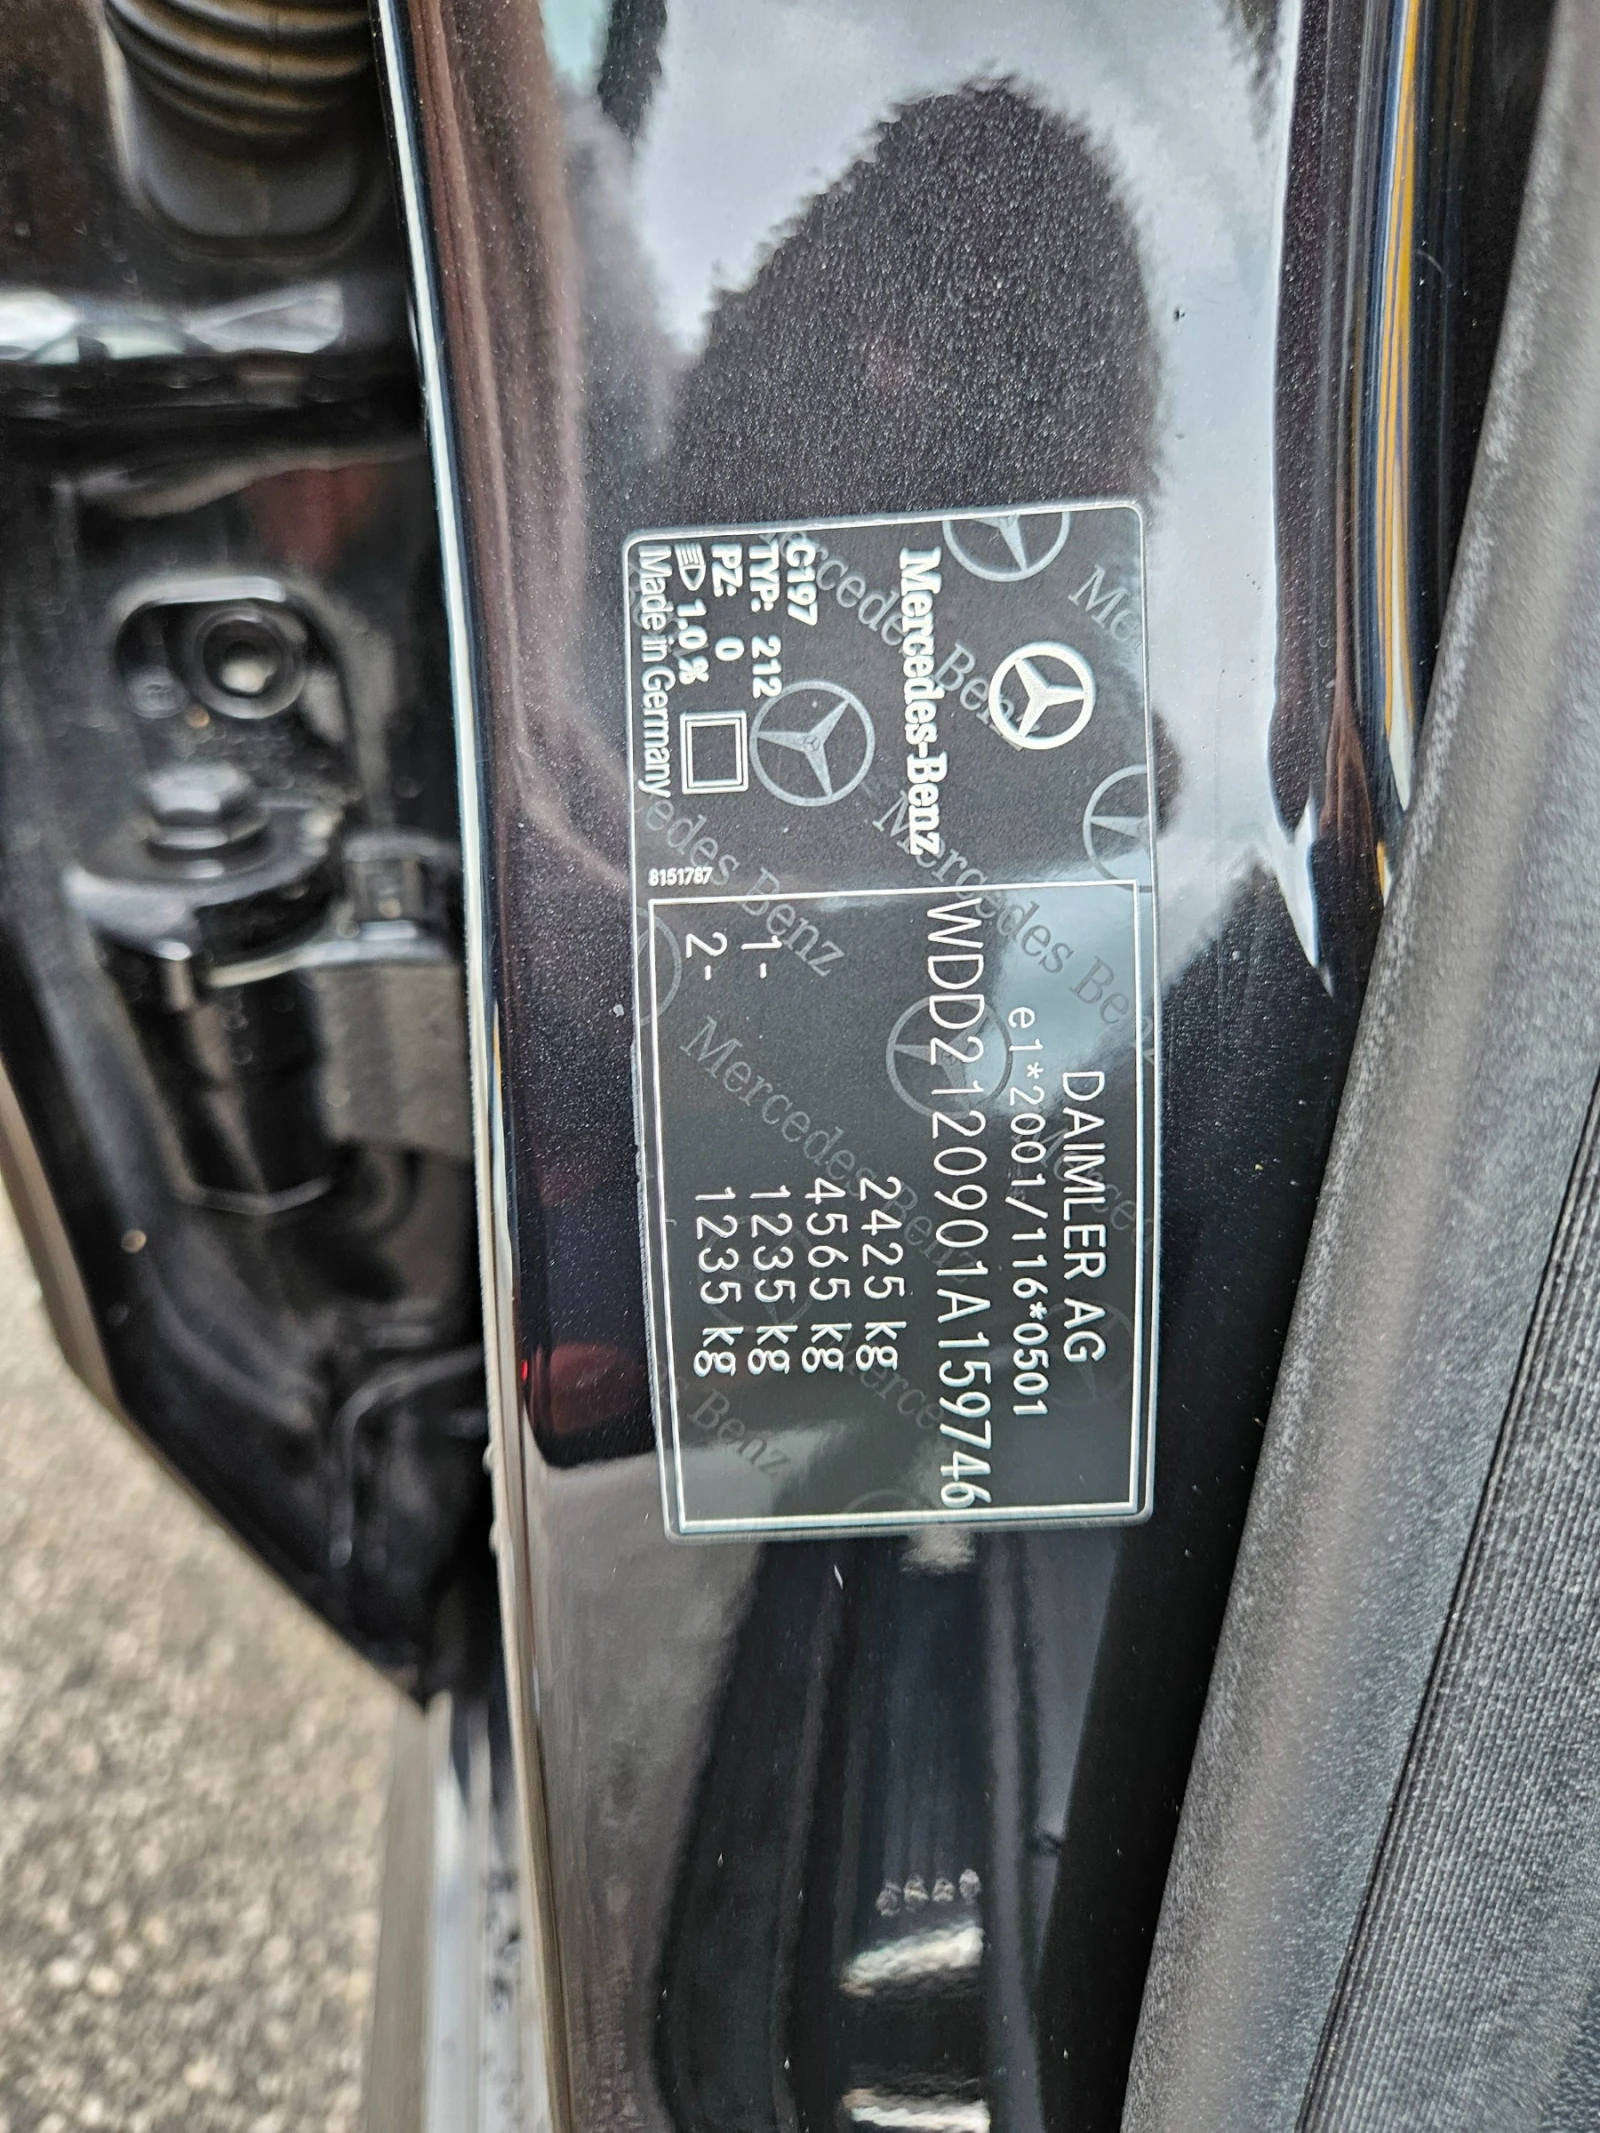 Mercedes-Benz
C197
TYP: 212
PZ: 0
1.0 %
Made in Germany
8151787
DAIMLER AG
e1*2001/116*0501
WDD2120901A159746
2425 kg
4565 kg
1- 1235 kg
2- 1235 kg